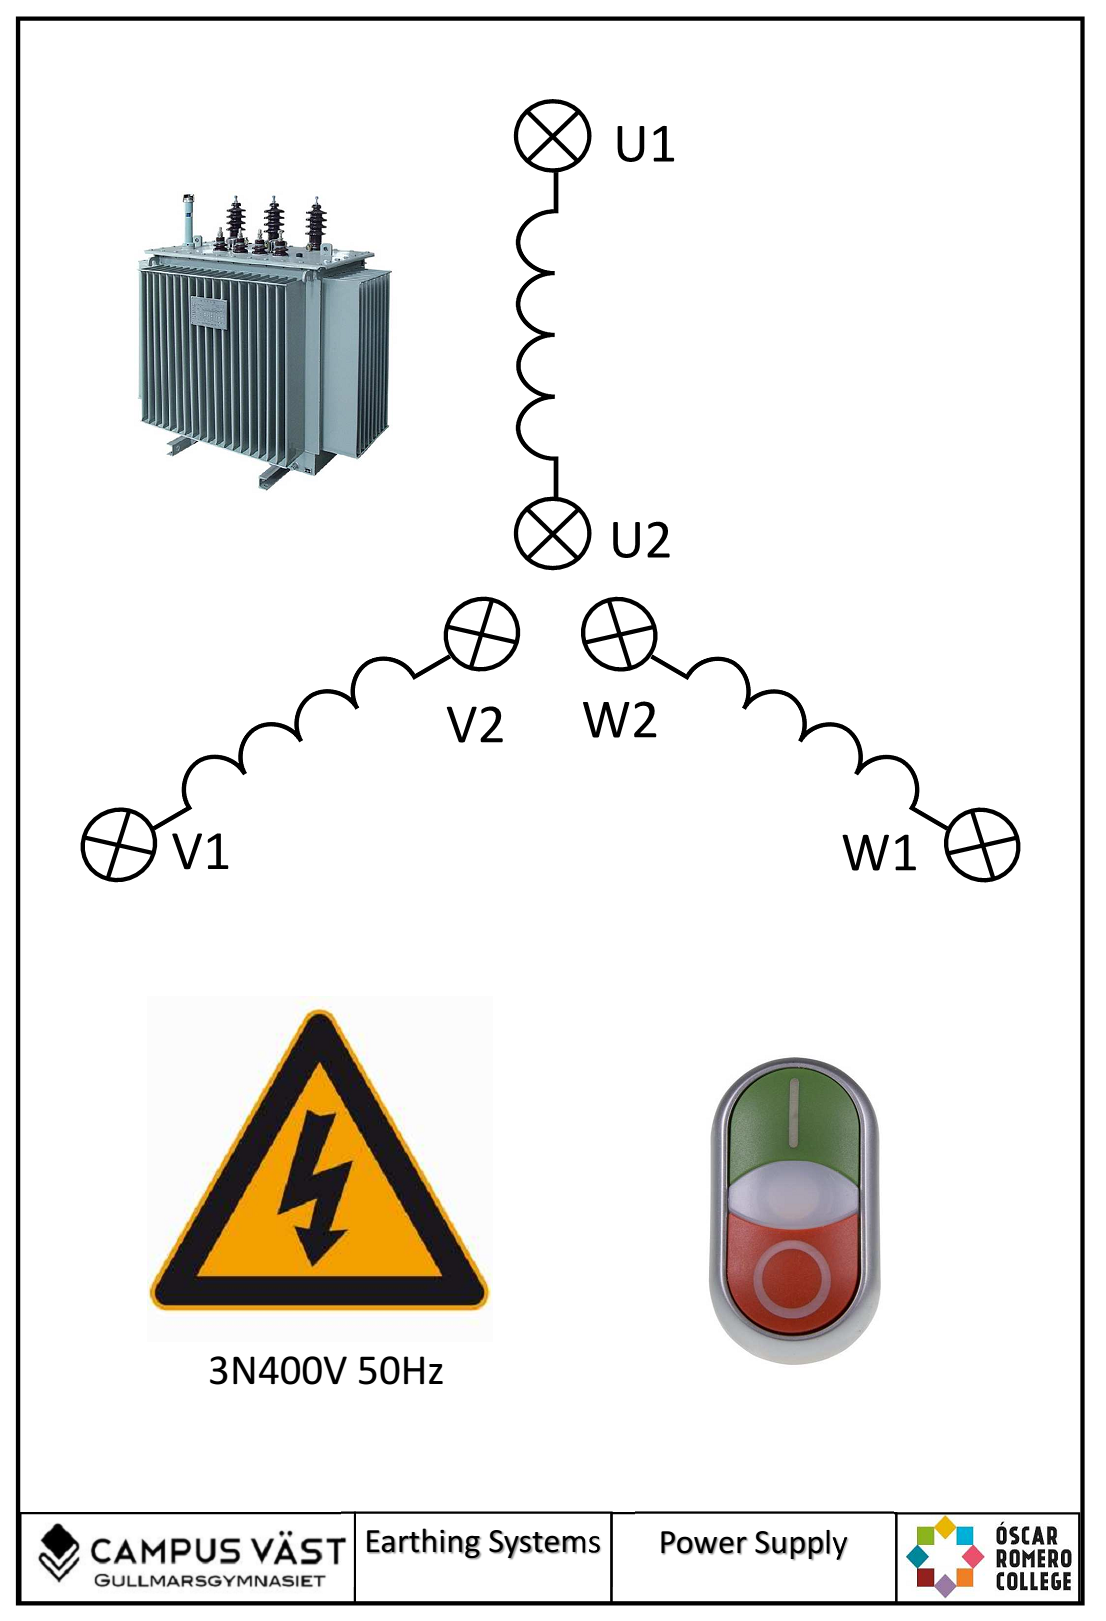 U1
U2
V2
W2
V1
W1
3N400V 50Hz
CAMPUS VÄST
GULLMARSGYMNASIET
Earthing Systems
Power Supply
ÓSCAR
ROMERO
COLLEGE